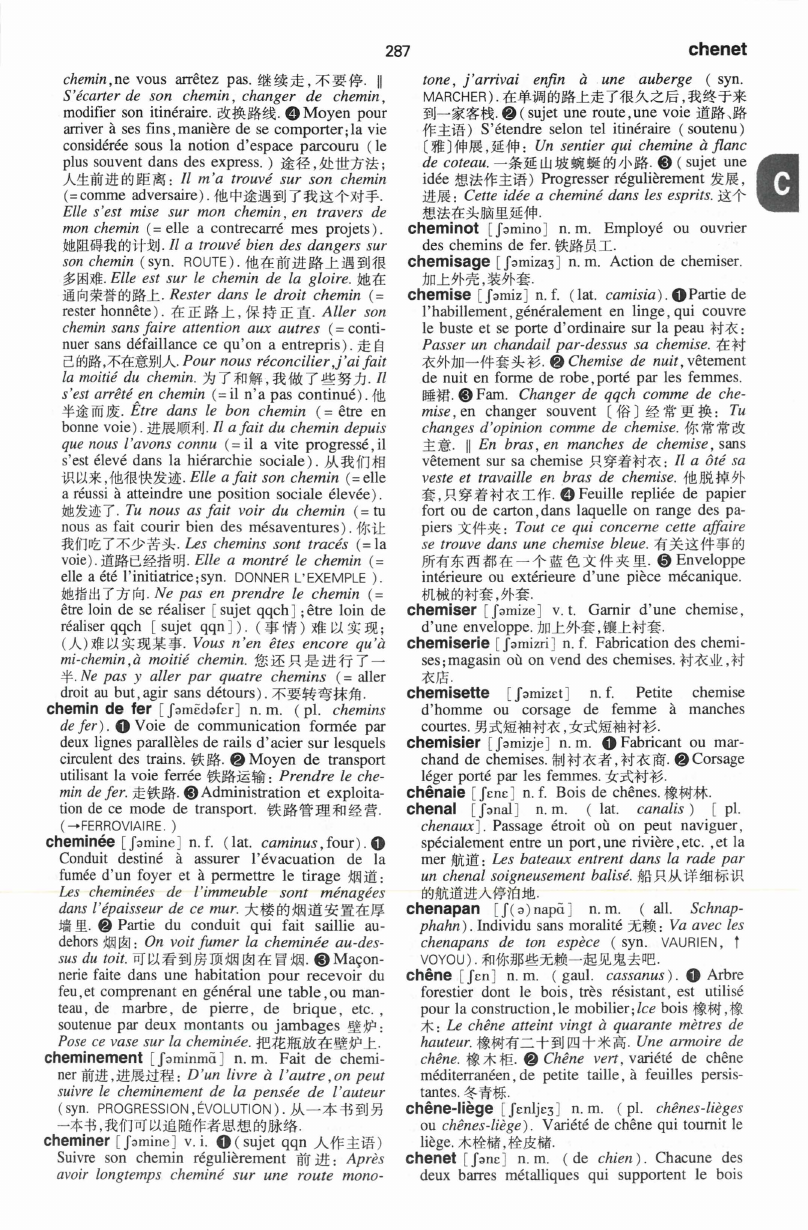 287
chenet
chemin,ne vous arrêtez pas. 继续走,不要停. ‖
S'écarter de son chemin, changer de chemin,
modifier son itinéraire. 改换路线. ❹ Moyen pour
arriver à ses fins,manière de se comporter;la vie
considérée sous la notion d'espace parcouru (le
plus souvent dans des express. ) 途径,处世方法;
人生前进的距离: Il m'a trouvé sur son chemin
(=comme adversaire). 他中途遇到了我这个对手.
Elle s'est mise sur mon chemin, en travers de
mon chemin (= elle a contrecarré mes projets).
她阻碍我的计划. Il a trouvé bien des dangers sur
son chemin (syn. ROUTE). 他在前进路上遇到很
多困难. Elle est sur le chemin de la gloire. 她在
通向荣誉的路上. Rester dans le droit chemin (=
rester honnête). 在正路上,保持正直. Aller son
chemin sans faire attention aux autres (= conti-
nuer sans défaillance ce qu'on a entrepris). 走自
己的路,不在意别人. Pour nous réconcilier,j'ai fait
la moitié du chemin. 为了和解,我做了些努力. Il
s'est arrêté en chemin (=il n'a pas continué). 他
半途而废. Être dans le bon chemin (= être en
bonne voie). 进展顺利. Il a fait du chemin depuis
que nous l'avons connu (=il a vite progressé,il
s'est élevé dans la hiérarchie sociale). 从我们相
识以来,他很快发迹. Elle a fait son chemin (=elle
a réussi à atteindre une position sociale élevée).
她发迹了. Tu nous as fait voir du chemin (=tu
nous as fait courir bien des mésaventures). 你让
我们吃了不少苦头. Les chemins sont tracés (=la
voie). 道路已经指明. Elle a montré le chemin (=
elle a été l'initiatrice;syn. DONNER L'EXEMPLE ).
她指出了方向. Ne pas en prendre le chemin (=
être loin de se réaliser [sujet qqch];être loin de
réaliser qqch [ sujet qqn]). (事情) 难以实现;
(人)难以实现某事. Vous n'en êtes encore qu'à
mi-chemin,à moitié chemin. 您还只是进行了一
半. Ne pas y aller par quatre chemins (= aller
droit au but,agir sans détours). 不要转弯抹角.
chemin de fer [ʃəmɛ̃dəfɛr] n. m. ( pl. chemins
de fer). ❶ Voie de communication formée par
deux lignes parallèles de rails d'acier sur lesquels
circulent des trains. 铁路. ❷ Moyen de transport
utilisant la voie ferrée 铁路运输: Prendre le che-
min de fer. 走铁路. ❸ Administration et exploita-
tion de ce mode de transport. 铁路管理和经营.
(→FERROVIAIRE. )
cheminée [ʃəmine] n. f. (lat. caminus,four). ❶
Conduit destiné à assurer l'évacuation de la
fumée d'un foyer et à permettre le tirage 烟道:
Les cheminées de l'immeuble sont ménagées
dans l'épaisseur de ce mur. 大楼的烟道安置在厚
墙里. ❷ Partie du conduit qui fait saillie au-
dehors 烟囱: On voit fumer la cheminée au-des-
sus du toit. 可以看到房顶烟囱在冒烟. ❸ Maçon-
nerie faite dans une habitation pour recevoir du
feu,et comprenant en général une table,ou man-
teau, de marbre, de pierre, de brique, etc. ,
soutenue par deux montants ou jambages 壁炉:
Pose ce vase sur la cheminée. 把花瓶放在壁炉上.
cheminement [ʃəminmɑ̃] n. m. Fait de chemi-
ner 前进,进展过程: D'un livre à l'autre,on peut
suivre le cheminement de la pensée de l'auteur
(syn. PROGRESSION,ÉVOLUTION). 从一本书到另
一本书,我们可以追随作者思想的脉络.
cheminer [ʃəmine] v. i. ❶ (sujet qqn 人作主语)
Suivre son chemin régulièrement 前进: Après
avoir longtemps cheminé sur une route mono-
tone, j'arrivai enfin à une auberge ( syn.
MARCHER). 在单调的路上走了很久之后,我终于来
到一家客栈. ❷ (sujet une route,une voie 道路、路
作主语) S'étendre selon tel itinéraire (soutenu)
[雅]伸展,延伸: Un sentier qui chemine à flanc
de coteau. 一条延山坡蜿蜒的小路. ❸ (sujet une
idée 想法作主语) Progresser régulièrement 发展,
进展: Cette idée a cheminé dans les esprits. 这个
想法在头脑里延伸.
cheminot [ʃəmino] n. m. Employé ou ouvrier
des chemins de fer. 铁路员工.
chemisage [ʃəmizaʒ] n. m. Action de chemiser.
加上外壳,装外套.
chemise [ʃəmiz] n. f. (lat. camisia). ❶ Partie de
l'habillement,généralement en linge, qui couvre
le buste et se porte d'ordinaire sur la peau 衬衣:
Passer un chandail par-dessus sa chemise. 在衬
衣外加一件套头衫. ❷ Chemise de nuit,vêtement
de nuit en forme de robe,porté par les femmes.
睡裙. ❸ Fam. Changer de qqch comme de che-
mise, en changer souvent [俗] 经常更换: Tu
changes d'opinion comme de chemise. 你常常改
主意. ‖ En bras, en manches de chemise, sans
vêtement sur sa chemise 只穿着衬衣: Il a ôté sa
veste et travaille en bras de chemise. 他脱掉外
套,只穿着衬衣工作. ❹ Feuille repliée de papier
fort ou de carton,dans laquelle on range des pa-
piers 文件夹: Tout ce qui concerne cette affaire
se trouve dans une chemise bleue. 有关这件事的
所有东西都在一个蓝色文件夹里. ❺ Enveloppe
intérieure ou extérieure d'une pièce mécanique.
机械的衬套,外套.
chemiser [ʃəmize] v. t. Garnir d'une chemise,
d'une enveloppe. 加上外套,镶上衬套.
chemiserie [ʃəmizri] n. f. Fabrication des chemi-
ses;magasin où on vend des chemises. 衬衣业,衬
衣店.
chemisette [ʃəmizɛt] n. f. Petite chemise
d'homme ou corsage de femme à manches
courtes. 男式短袖衬衣,女式短袖衬衫.
chemisier [ʃəmizje] n. m. ❶ Fabricant ou mar-
chand de chemises. 制衬衣者,衬衣商. ❷ Corsage
léger porté par les femmes. 女式衬衫.
chênaie [ʃɛnɛ] n. f. Bois de chênes. 橡树林.
chenal [ʃənal] n. m. ( lat. canalis ) [ pl.
chenaux]. Passage étroit où on peut naviguer,
spécialement entre un port,une rivière,etc. ,et la
mer 航道: Les bateaux entrent dans la rade par
un chenal soigneusement balisé. 船只从详细标识
的航道进入停泊地.
chenapan [ʃ(ə)napɑ̃] n. m. ( all. Schnap-
phahn). Individu sans moralité 无赖: Va avec les
chenapans de ton espèce ( syn. VAURIEN, ↑
VOYOU). 和你那些无赖一起见鬼去吧.
chêne [ʃɛn] n. m. (gaul. cassanus). ❶ Arbre
forestier dont le bois, très résistant, est utilisé
pour la construction,le mobilier;lce bois 橡树,橡
木: Le chêne atteint vingt à quarante mètres de
hauteur. 橡树有二十到四十米高. Une armoire de
chêne. 橡木柜. ❷ Chêne vert, variété de chêne
méditerranéen, de petite taille, à feuilles persis-
tantes. 冬青栎.
chêne-liège [ʃɛnljɛʒ] n. m. ( pl. chênes-lièges
ou chênes-liège). Variété de chêne qui tournit le
liège. 木栓槠,栓皮槠.
chenet [ʃənɛ] n. m. ( de chien). Chacune des
deux barres métalliques qui supportent le bois
C